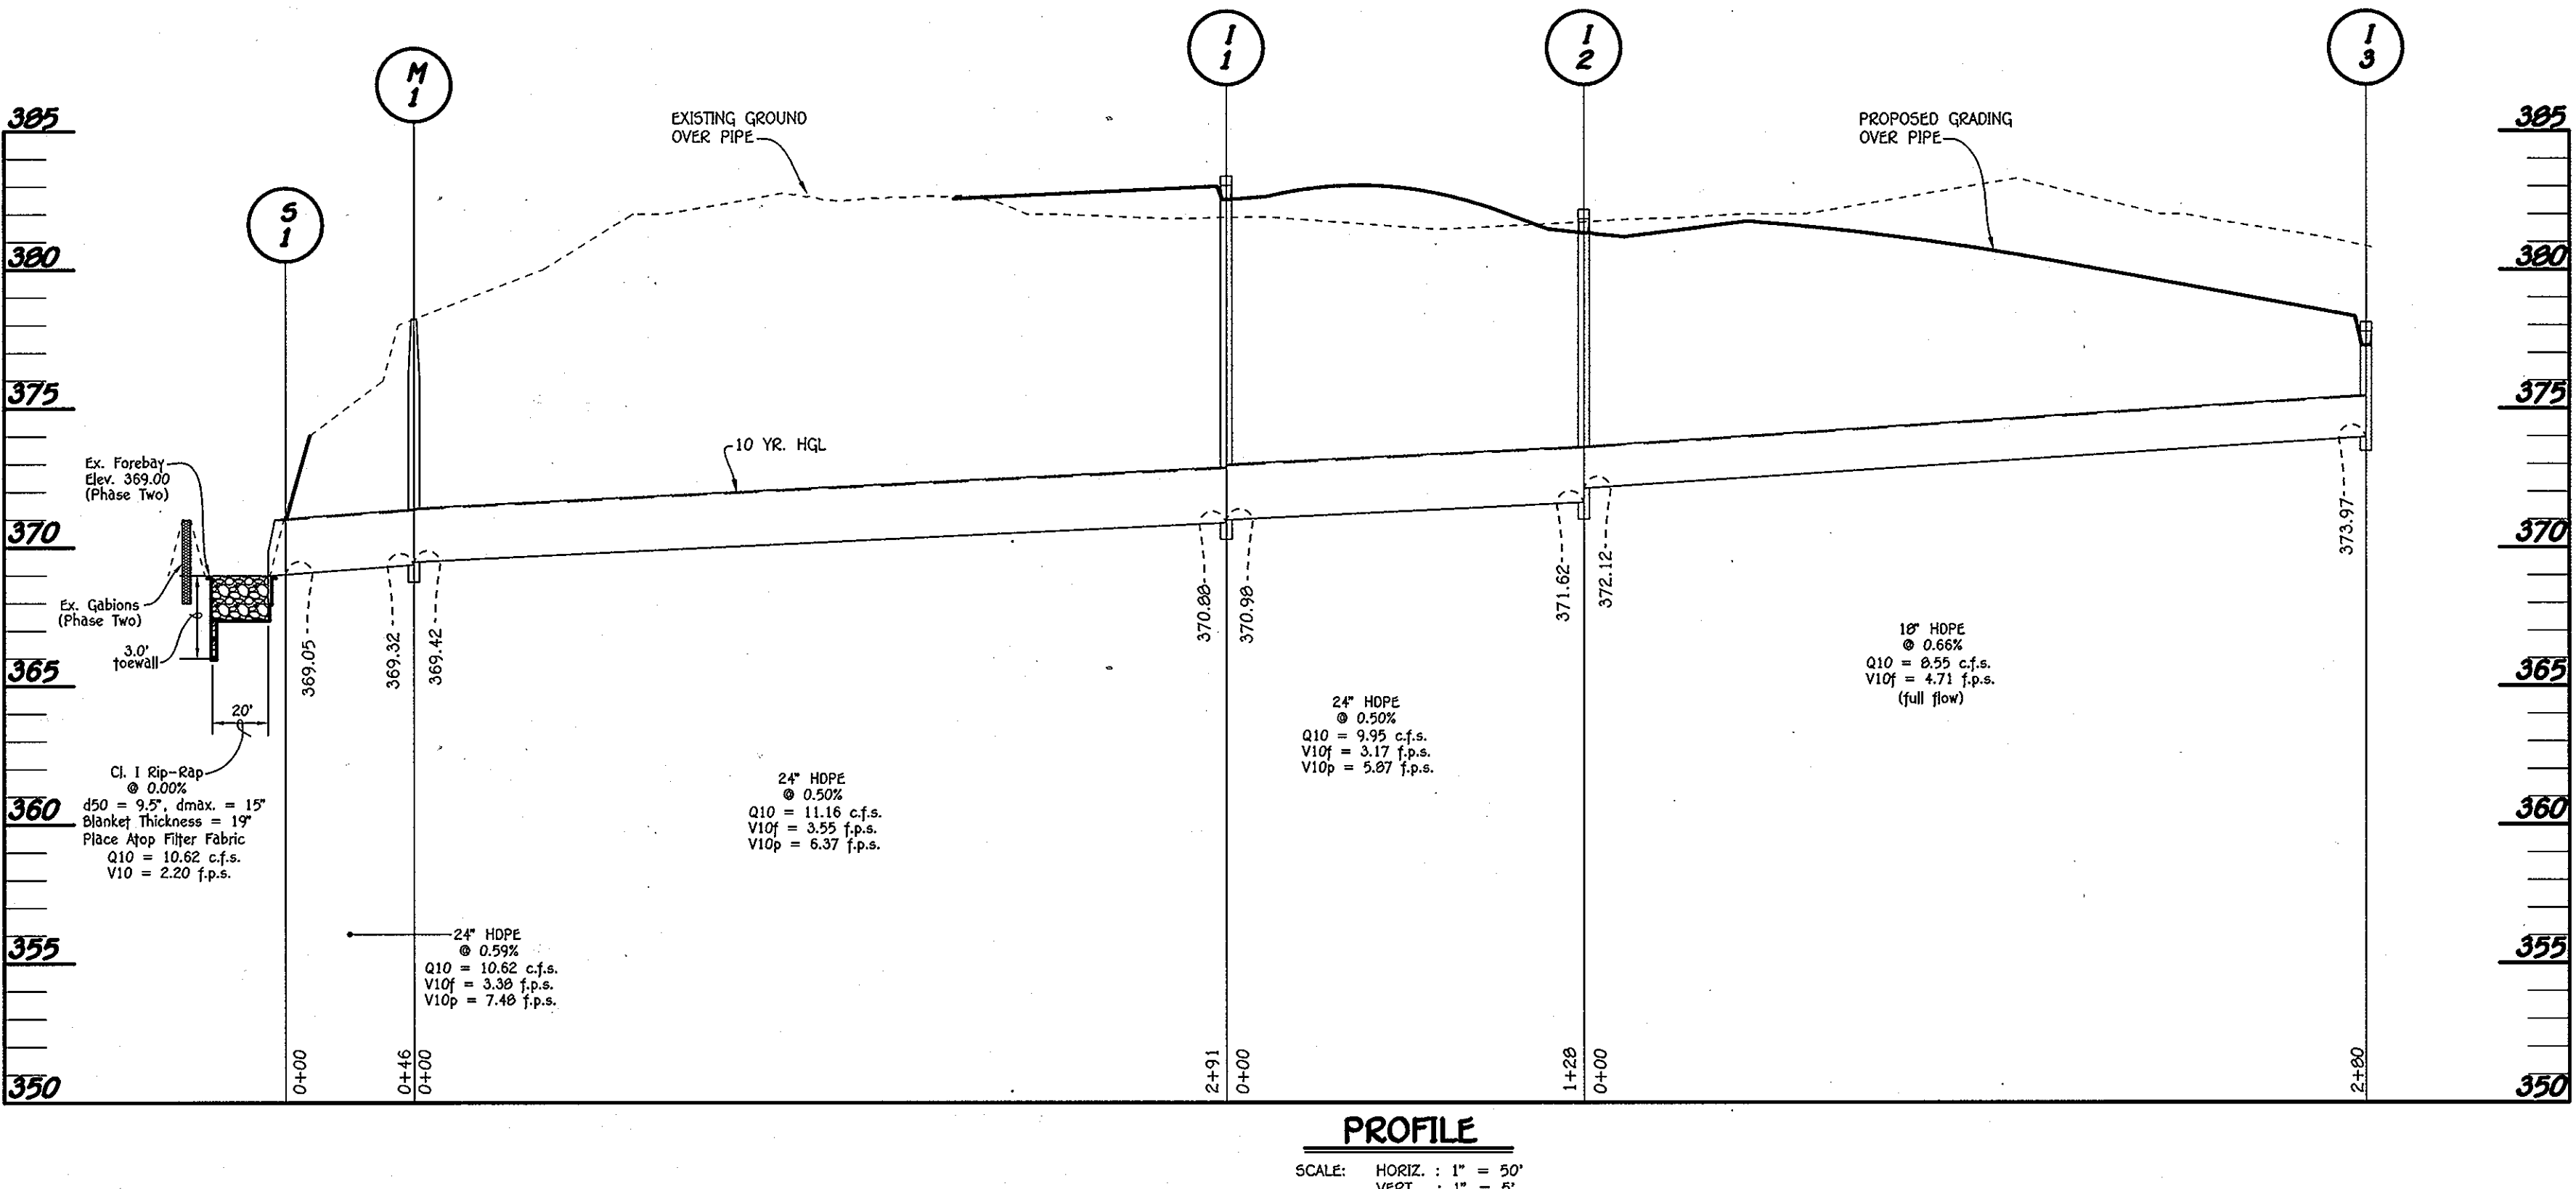 S
1
M
1
I
1
I
2
I
3
385
380
375
370
365
360
355
350
385
380
375
370
365
360
355
350
EXISTING GROUND
OVER PIPE
PROPOSED GRADING
OVER PIPE
10 YR. HGL
Ex. Forebay
Elev. 369.00
(Phase Two)
Ex. Gabions
(Phase Two)
3.0'
toewall
20'
Cl. I Rip-Rap
@ 0.00%
d50 = 9.5", dmax. = 15"
Blanket Thickness = 19"
Place Atop Filter Fabric
Q10 = 10.62 c.f.s.
V10 = 2.20 f.p.s.
369.05
369.32
369.42
370.88
370.98
371.62
372.12
373.97
24" HDPE
@ 0.59%
Q10 = 10.62 c.f.s.
V10f = 3.38 f.p.s.
V10p = 7.48 f.p.s.
24" HDPE
@ 0.50%
Q10 = 11.16 c.f.s.
V10f = 3.55 f.p.s.
V10p = 6.37 f.p.s.
24" HDPE
@ 0.50%
Q10 = 9.95 c.f.s.
V10f = 3.17 f.p.s.
V10p = 5.87 f.p.s.
18" HDPE
@ 0.66%
Q10 = 8.55 c.f.s.
V10f = 4.71 f.p.s.
(full flow)
0+00
0+46
0+00
2+91
0+00
1+28
0+00
2+80
PROFILE
SCALE: HORIZ. : 1" = 50'
VERT. : 1" = 5'